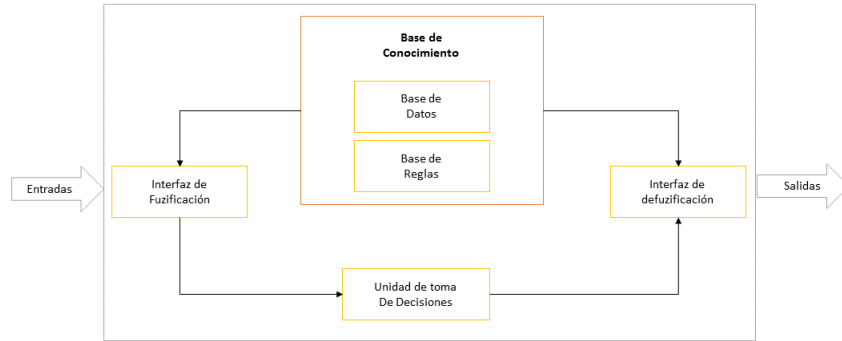 Base de
Conocimiento
Base de
Datos
Base de
Reglas
Entradas
Interfaz de
Fuzificación
Interfaz de
defuzificación
Salidas
Unidad de toma
De Decisiones